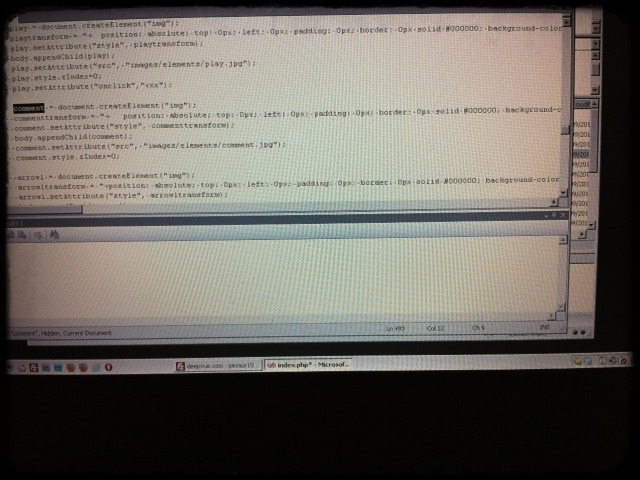 play = document.createElement("img");
playtransform = "+ position: absolute; top: 0px; left: 0px; padding: 0px; border: 0px solid #000000; background-color
play.setAttribute("style", playtransform);
body.appendChild(play);
play.setAttribute("src", "images/elements/play.jpg");
play.style.zIndex=0;
play.setAttribute("onclick","xxx");
comment = document.createElement("img");
commenttransform = "+ position: absolute; top: 0px; left: 0px; padding: 0px; border: 0px solid #000000; background-c
comment.setAttribute("style", commenttransform);
body.appendChild(comment);
comment.setAttribute("src", "images/elements/comment.jpg");
comment.style.zIndex=0;
arrowl = document.createElement("img");
arrowltransform = "+position: absolute; top: 0px; left: 0px; padding: 0px; border: 0px solid #000000; background-color
arrowl.setAttribute("style", arrowltransform);
"comment", Hidden, Current Document
Ln 493 Col 12 Ch 9 INS
index.php* - Microsof...